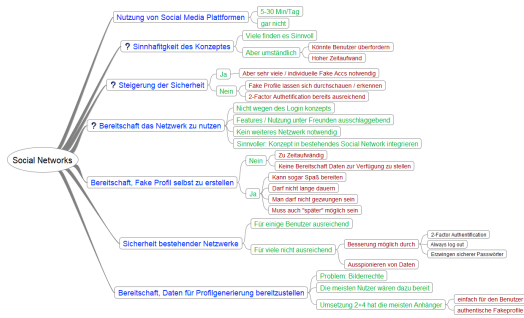 Social Networks
Nutzung von Social Media Plattformen
5-30 Min/Tag
gar nicht
? Sinnhaftigkeit des Konzeptes
Viele finden es Sinvoll
Aber umständlich
Könnte Benutzer überfordern
Hoher Zeitaufwand
? Steigerung der Sicherheit
Ja
Aber sehr viele / individuelle Fake Accs notwendig
Nein
Fake Profile lassen sich durchschauen / erkennen
2-Factor Authetification bereits ausreichend
? Bereitschaft das Netzwerk zu nutzen
Nicht wegen des Login konzepts
Features / Nutzung unter Freunden ausschlaggebend
Kein weiteres Netzwerk notwendig
Sinnvoller: Konzept in bestehendes Social Network integrieren
Bereitschaft, Fake Profil selbst zu erstellen
Nein
Zu Zeitaufwändig
Keine Bereitschaft Daten zur Verfügung zu stellen
Ja
Kann sogar Spaß bereiten
Darf nicht lange dauern
Man darf nicht gezwungen sein
Muss auch "später" möglich sein
Sicherheit bestehender Netzwerke
Für einige Benutzer ausreichend
Für viele nicht ausreichend
Besserung möglich durch
2-Factor Authentification
Always log out
Erzwingen sicherer Passwörter
Ausspionieren von Daten
Bereitschaft, Daten für Profilgenerierung bereitzustellen
Problem: Bilderrechte
Die meisten Nutzer wären dazu bereit
Umsetzung 2+4 hat die meisten Anhänger
einfach für den Benutzer
authentische Fakeprofile